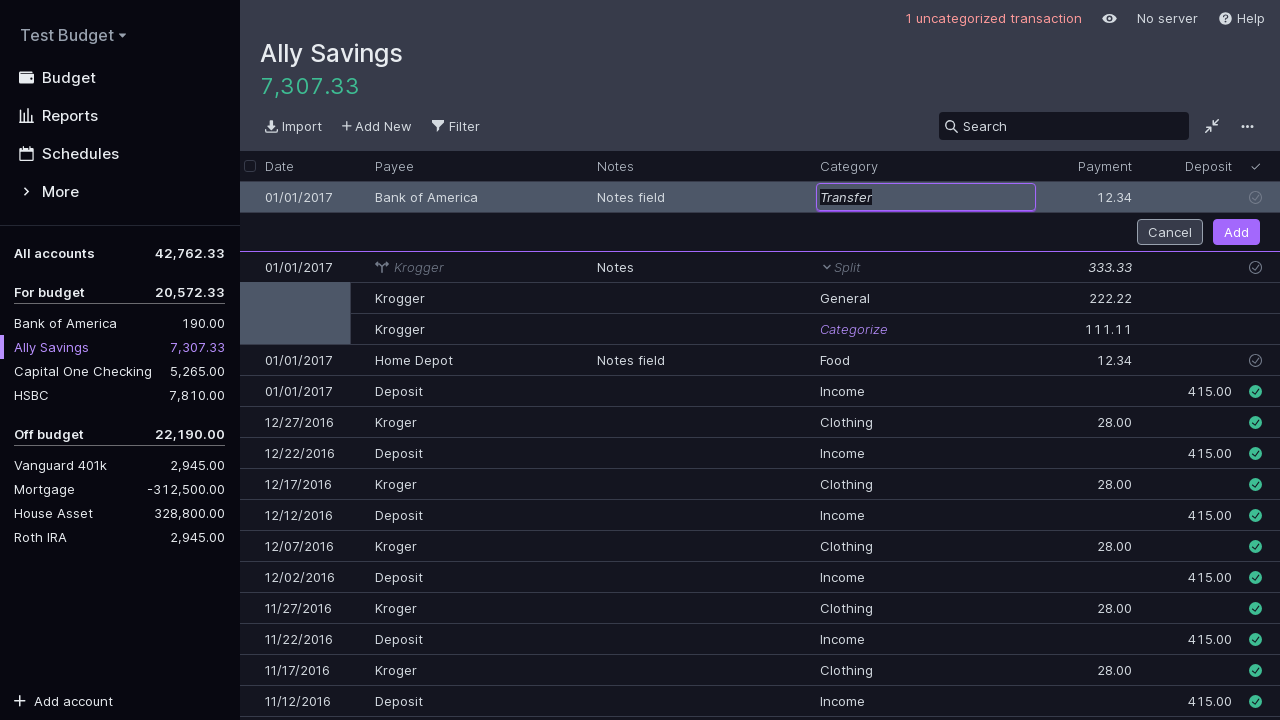 Test Budget
Budget
Reports
Schedules
More
All accounts 42,762.33
For budget 20,572.33
Bank of America 190.00
Ally Savings 7,307.33
Capital One Checking 5,265.00
HSBC 7,810.00
Off budget 22,190.00
Vanguard 401k 2,945.00
Mortgage -312,500.00
House Asset 328,800.00
Roth IRA 2,945.00
Add account
1 uncategorized transaction No server Help
Ally Savings
7,307.33
Import Add New Filter Search
Date Payee Notes Category Payment Deposit
01/01/2017 Bank of America Notes field Transfer 12.34
Cancel Add
01/01/2017 Krogger Notes Split 333.33
Krogger General 222.22
Krogger Categorize 111.11
01/01/2017 Home Depot Notes field Food 12.34
01/01/2017 Deposit Income 415.00
12/27/2016 Kroger Clothing 28.00
12/22/2016 Deposit Income 415.00
12/17/2016 Kroger Clothing 28.00
12/12/2016 Deposit Income 415.00
12/07/2016 Kroger Clothing 28.00
12/02/2016 Deposit Income 415.00
11/27/2016 Kroger Clothing 28.00
11/22/2016 Deposit Income 415.00
11/17/2016 Kroger Clothing 28.00
11/12/2016 Deposit Income 415.00